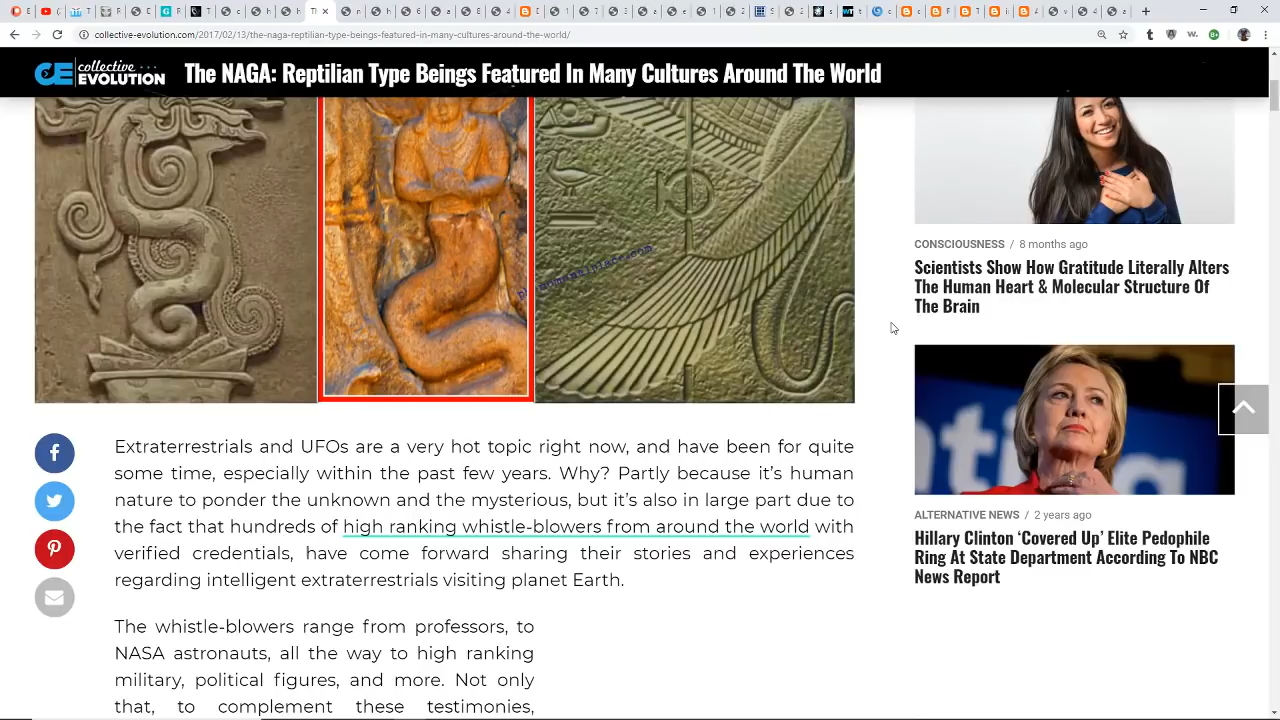 collective-evolution.com/2017/02/13/the-naga-reptilian-type-beings-featured-in-many-cultures-around-the-world/
collective
EVOLUTION
The NAGA: Reptilian Type Beings Featured In Many Cultures Around The World
CONSCIOUSNESS / 8 months ago
Scientists Show How Gratitude Literally Alters
The Human Heart & Molecular Structure Of
The Brain
Extraterrestrials and UFOs are a very hot topic right now, and have been for quite
some time, especially within the past few years. Why? Partly because it's human
nature to ponder the unknown and the mysterious, but it's also in large part due to
the fact that hundreds of high ranking whistle-blowers from around the world with
verified credentials, have come forward sharing their stories and experiences
regarding intelligent extraterrestrials visiting planet Earth.
The whistle-blowers range from professors, to
NASA astronauts, all the way to high ranking
military, political figures, and more. Not only
that, to complement these testimonies,
ALTERNATIVE NEWS / 2 years ago
Hillary Clinton ‘Covered Up’ Elite Pedophile
Ring At State Department According To NBC
News Report